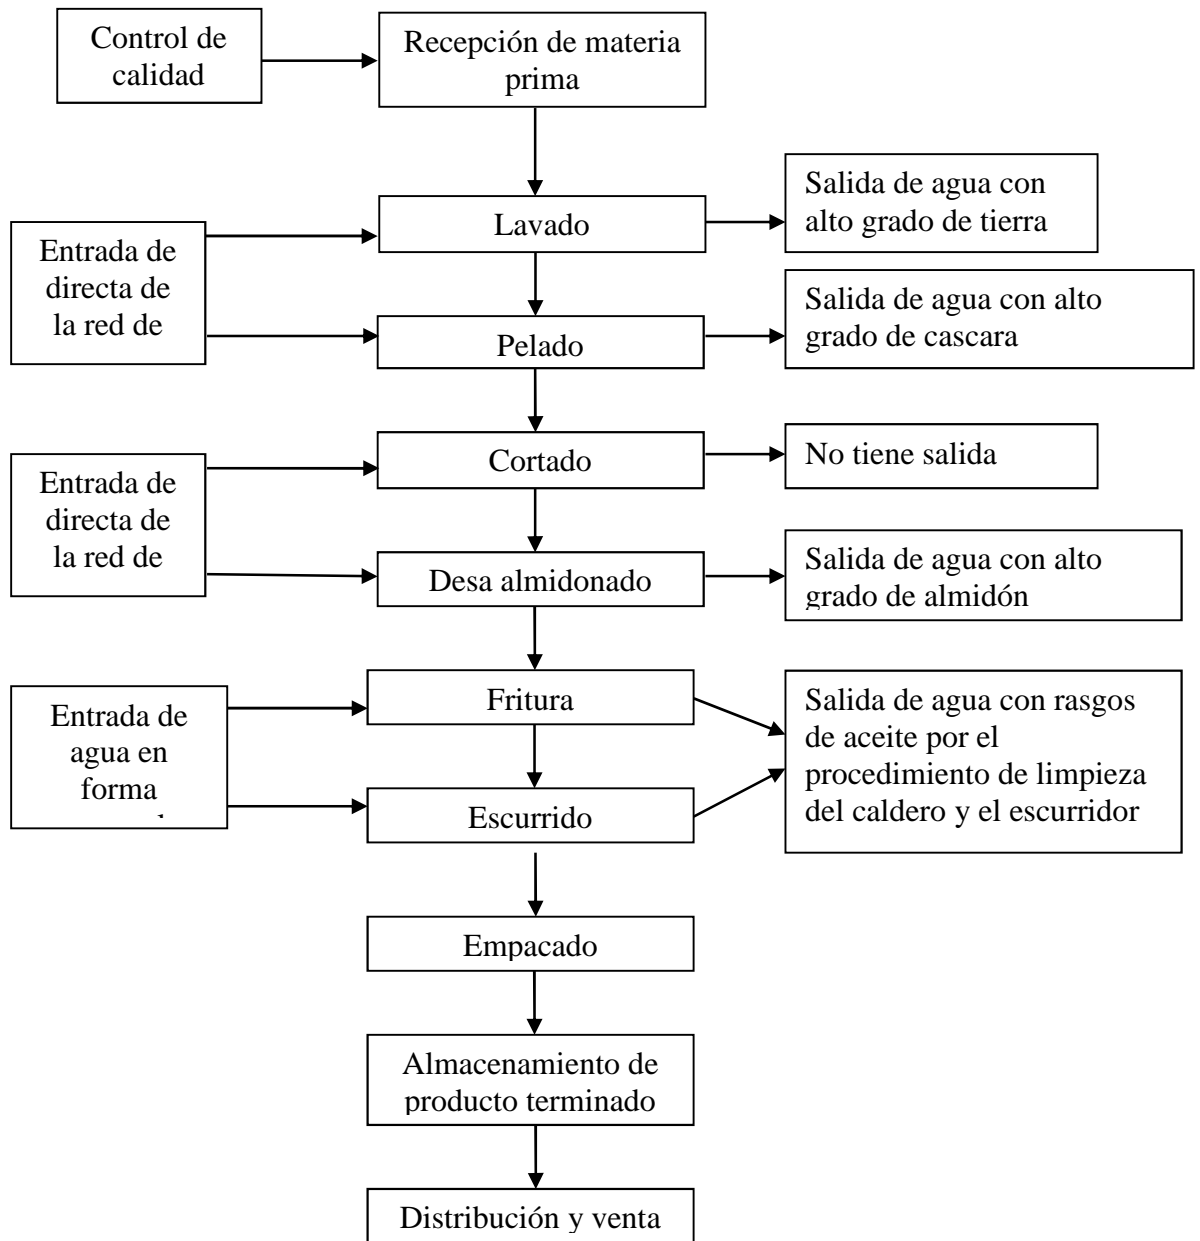 Control de
calidad
Recepción de materia
prima
Lavado
Salida de agua con
alto grado de tierra
Entrada de
directa de
la red de
Pelado
Salida de agua con alto
grado de cascara
Cortado
No tiene salida
Entrada de
directa de
la red de
Desa almidonado
Salida de agua con alto
grado de almidón
Fritura
Entrada de
agua en
forma
Salida de agua con rasgos
de aceite por el
procedimiento de limpieza
del caldero y el escurridor
Escurrido
Empacado
Almacenamiento de
producto terminado
Distribución y venta